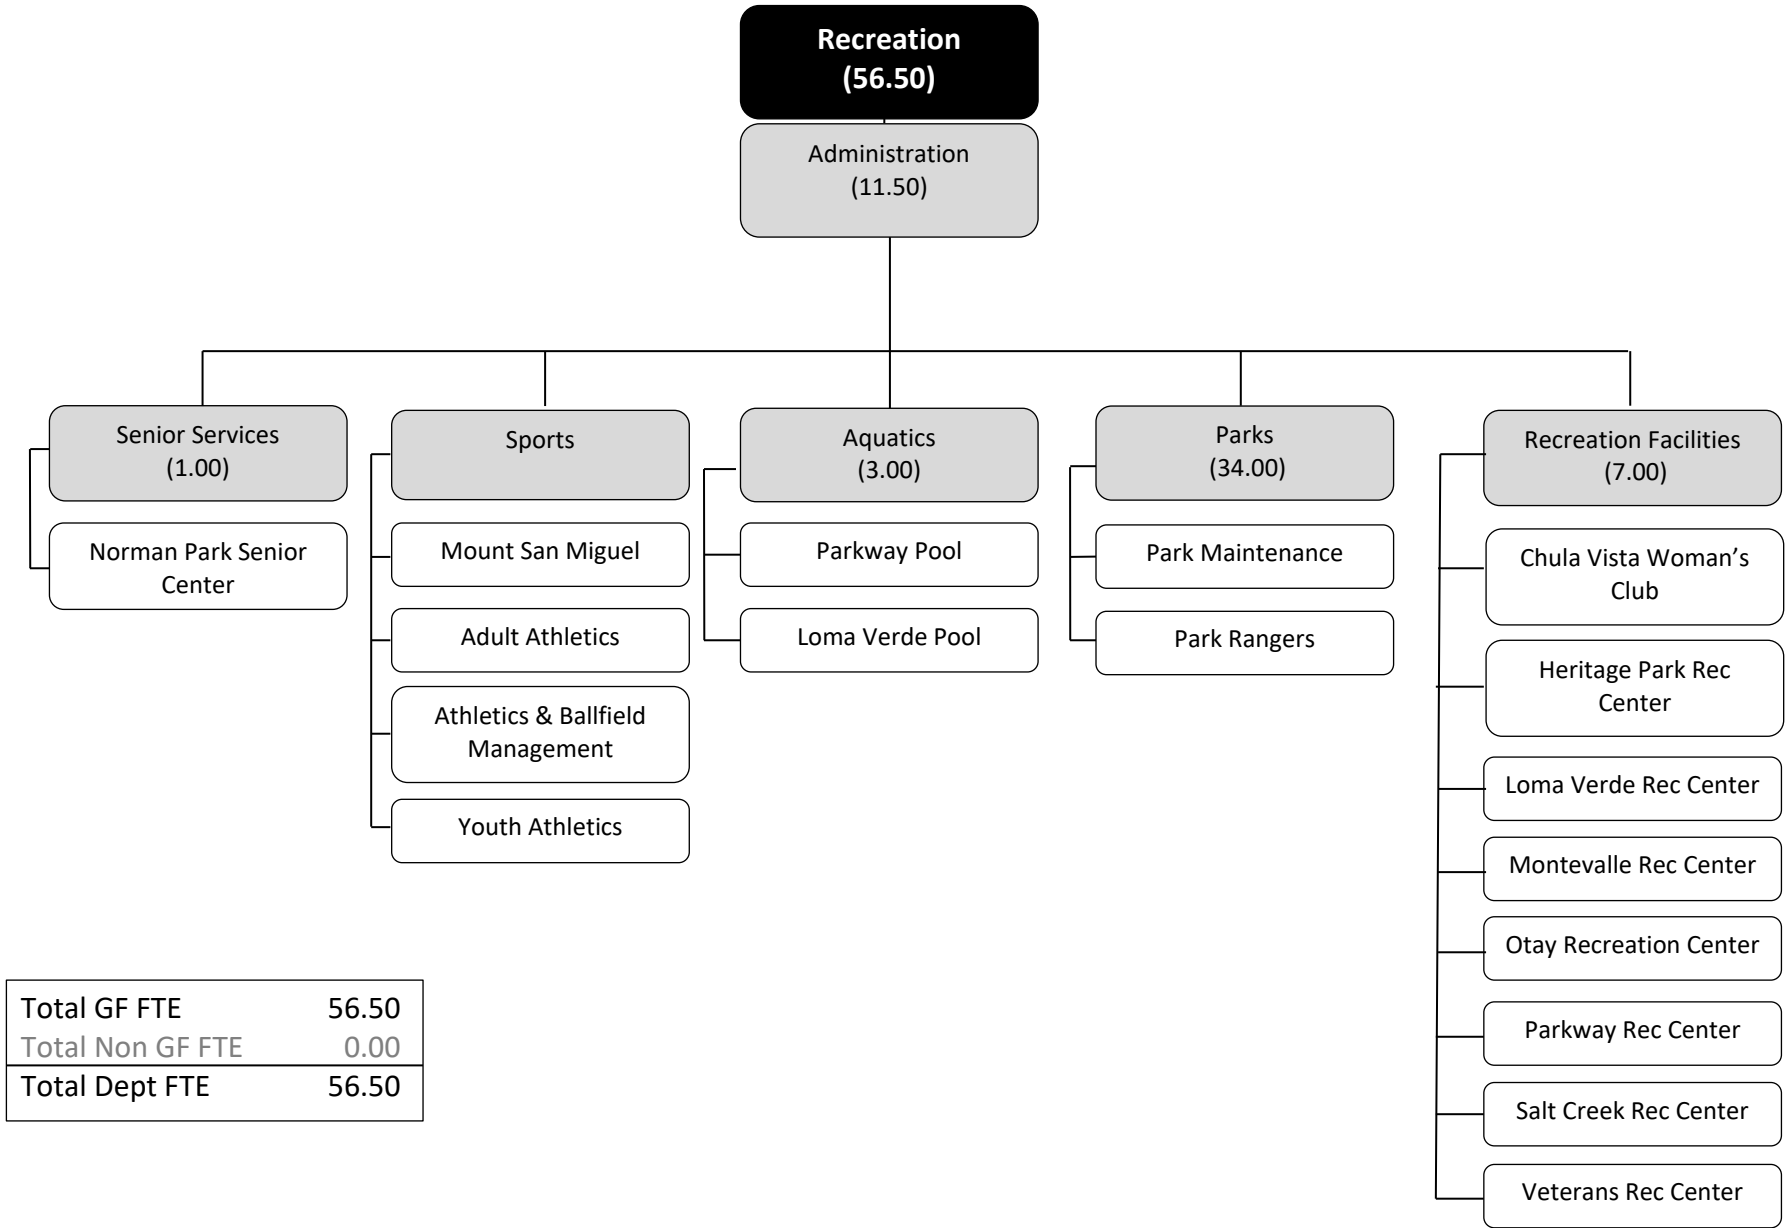 Recreation
(56.50)
Administration
(11.50)
Senior Services
(1.00)
Norman Park Senior
Center
Sports
Mount San Miguel
Adult Athletics
Athletics & Ballfield
Management
Youth Athletics
Aquatics
(3.00)
Parkway Pool
Loma Verde Pool
Parks
(34.00)
Park Maintenance
Park Rangers
Recreation Facilities
(7.00)
Chula Vista Woman’s
Club
Heritage Park Rec
Center
Loma Verde Rec Center
Montevalle Rec Center
Otay Recreation Center
Parkway Rec Center
Salt Creek Rec Center
Veterans Rec Center
Total GF FTE 56.50
Total Non GF FTE 0.00
Total Dept FTE 56.50